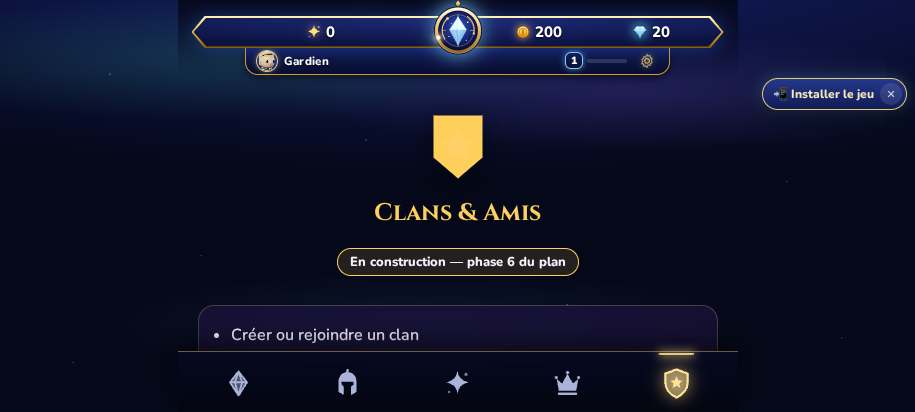 0
200
20
Gardien
1
Installer le jeu
×
Clans & Amis
En construction — phase 6 du plan
• Créer ou rejoindre un clan